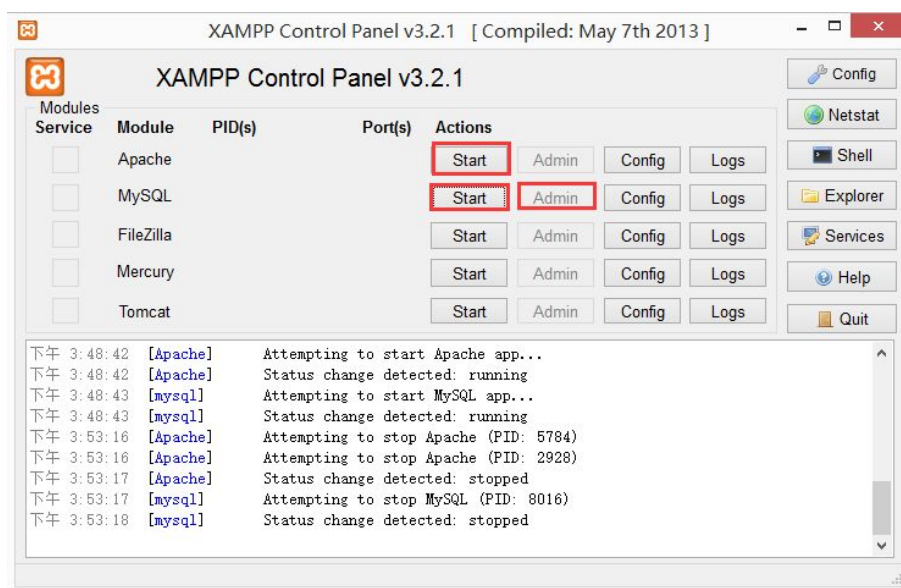 XAMPP Control Panel v3.2.1 [ Compiled: May 7th 2013 ]
XAMPP Control Panel v3.2.1
Modules
Service Module PID(s) Port(s) Actions
Apache Start Admin Config Logs
MySQL Start Admin Config Logs
FileZilla Start Admin Config Logs
Mercury Start Admin Config Logs
Tomcat Start Admin Config Logs
Config
Netstat
Shell
Explorer
Services
Help
Quit
下午 3:48:42 [Apache] Attempting to start Apache app...
下午 3:48:42 [Apache] Status change detected: running
下午 3:48:43 [mysql] Attempting to start MySQL app...
下午 3:48:43 [mysql] Status change detected: running
下午 3:53:16 [Apache] Attempting to stop Apache (PID: 5784)
下午 3:53:16 [Apache] Attempting to stop Apache (PID: 2928)
下午 3:53:17 [Apache] Status change detected: stopped
下午 3:53:17 [mysql] Attempting to stop MySQL (PID: 8016)
下午 3:53:18 [mysql] Status change detected: stopped